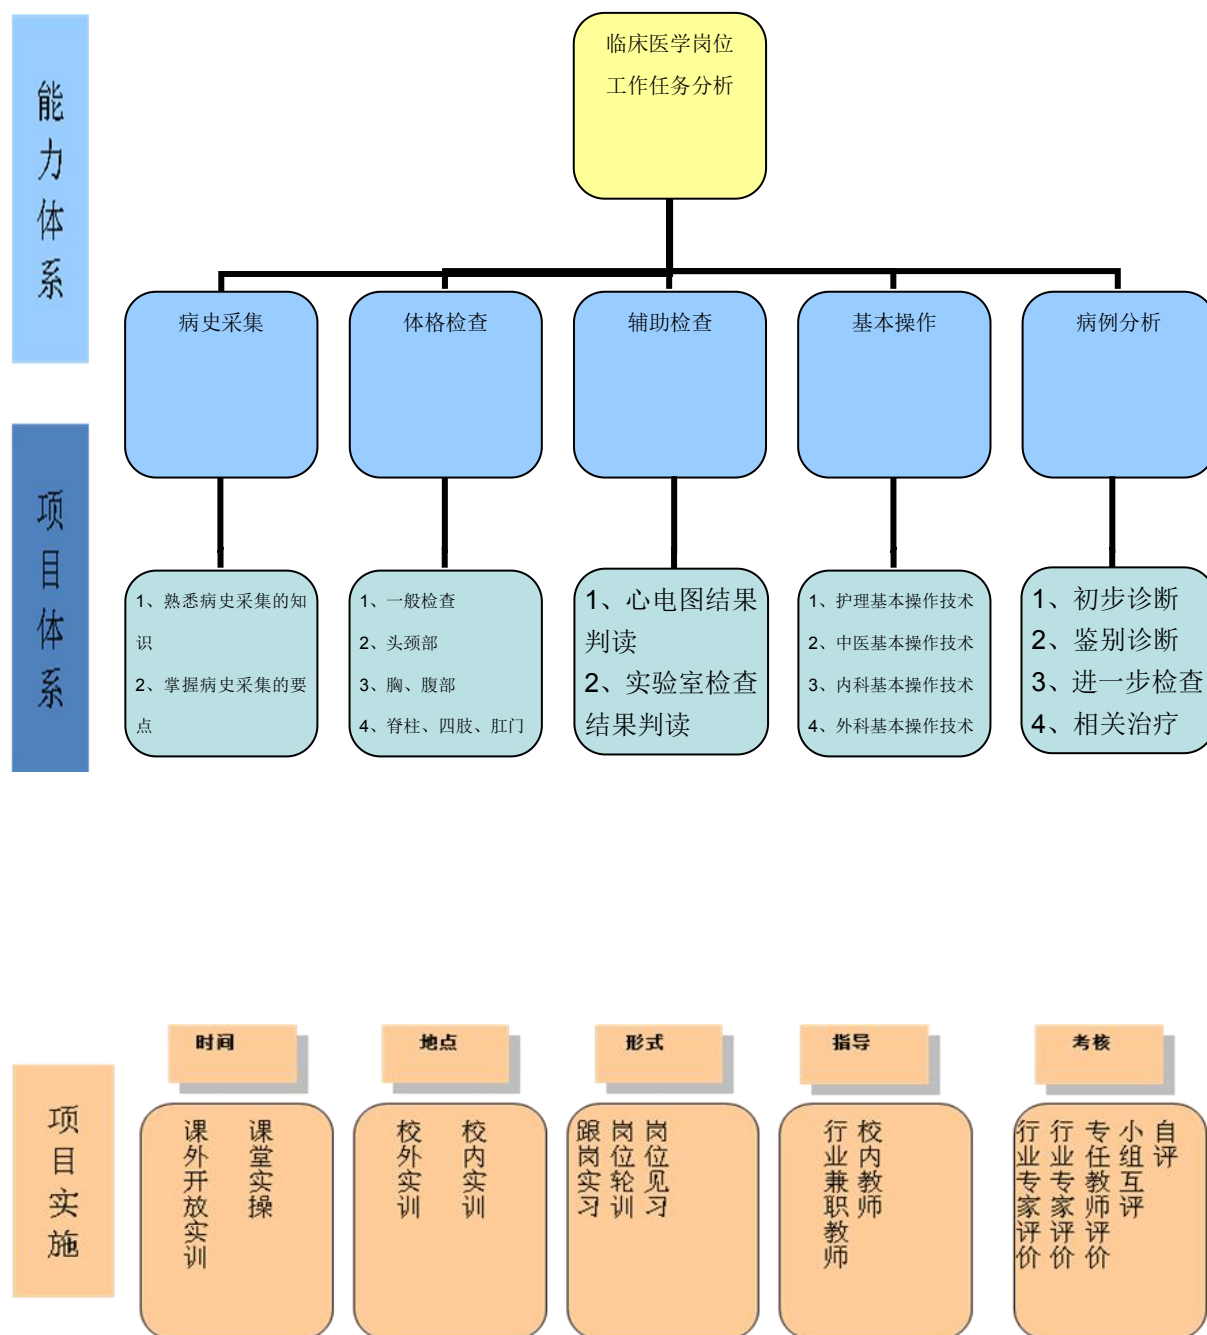 能力体系
临床医学岗位
工作任务分析
病史采集
体格检查
辅助检查
基本操作
病例分析
项目体系
1、熟悉病史采集的知
识
2、掌握病史采集的要
点
1、一般检查
2、头颈部
3、胸、腹部
4、脊柱、四肢、肛门
1、心电图结果
判读
2、实验室检查
结果判读
1、护理基本操作技术
2、中医基本操作技术
3、内科基本操作技术
4、外科基本操作技术
1、初步诊断
2、鉴别诊断
3、进一步检查
4、相关治疗
项目实施
时间
课堂实操
课外开放实训
地点
校内实训
校外实训
形式
岗位见习
岗位轮训
跟岗实习
指导
校内教师
行业兼职教师
考核
自评
小组互评
专任教师评价
行业专家评价
行业专家评价